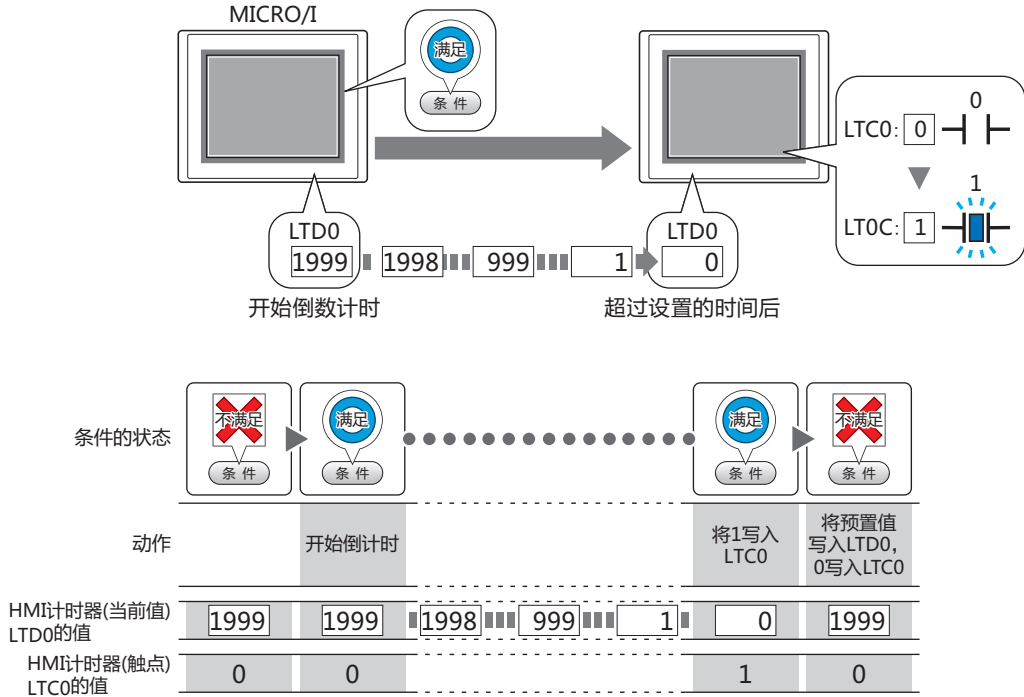 MICRO/I
满足
条 件
0
LTC0: 0
1
LT0C: 1
LTD0
LTD0
1999 1998 999 1 0
开始倒数计时
超过设置的时间后
不满足
满足
满足
不满足
条件的状态
条 件
条 件
条 件
条 件
动作
开始倒计时
将1写入
LTC0
将预置值
写入LTD0，
0写入LTC0
HMI计时器(当前值)
LTD0的值
1999 1999 1998 999 1 0 1999
HMI计时器(触点)
LTC0的值
0 0 1 0